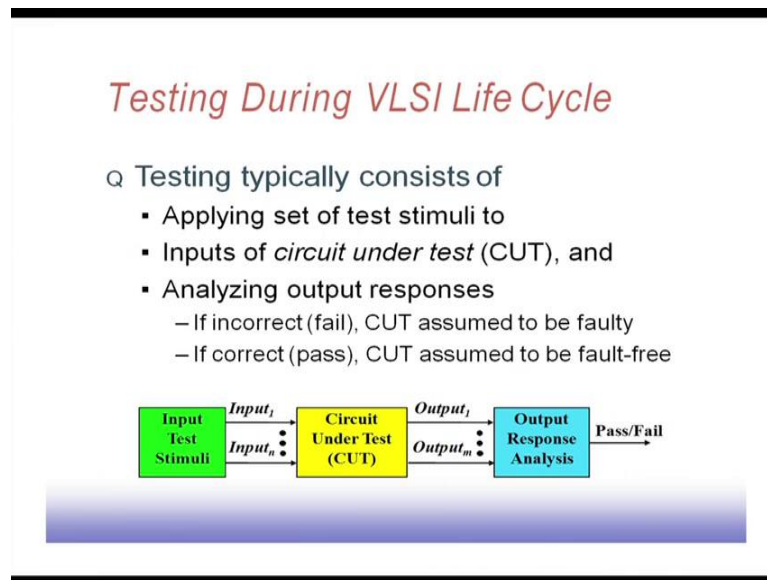 Testing During VLSI Life Cycle
Q Testing typically consists of
▪ Applying set of test stimuli to
▪ Inputs of circuit under test (CUT), and
▪ Analyzing output responses
– If incorrect (fail), CUT assumed to be faulty
– If correct (pass), CUT assumed to be fault-free
Input
Test
Stimuli
Input1
Inputn
Circuit
Under Test
(CUT)
Output1
Outputm
Output
Response
Analysis
Pass/Fail